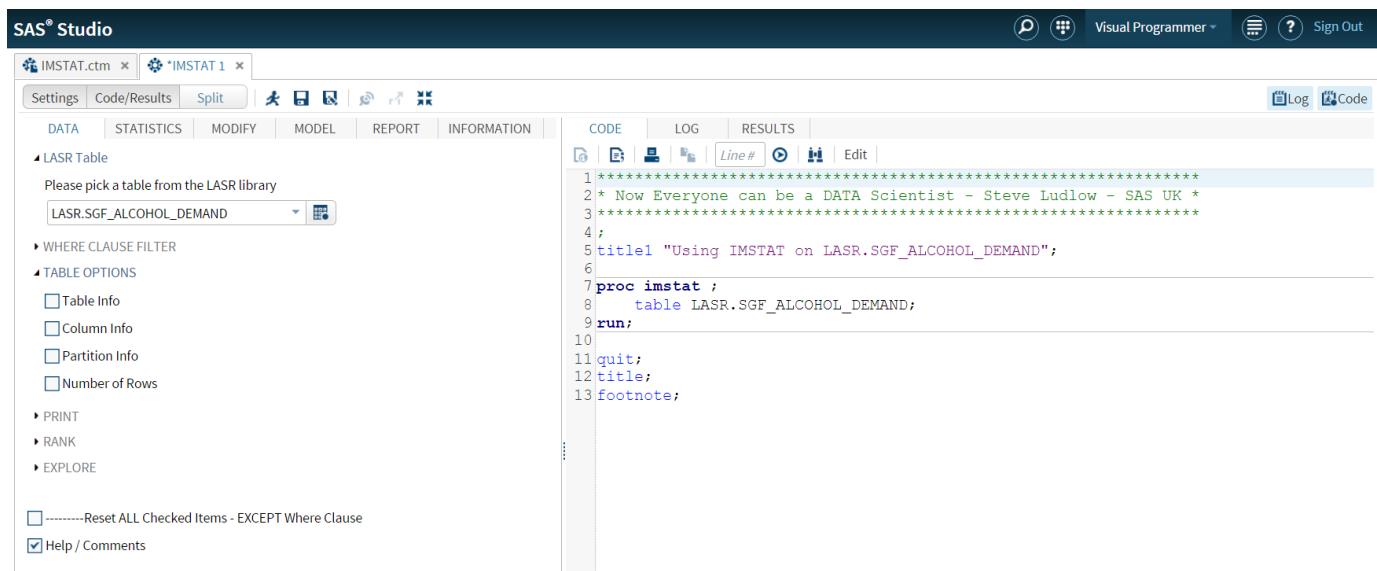 SAS® Studio Visual Programmer ? Sign Out
IMSTAT.ctm × *IMSTAT 1 ×
Settings Code/Results Split Log Code
DATA STATISTICS MODIFY MODEL REPORT INFORMATION
LASR Table
Please pick a table from the LASR library
LASR.SGF_ALCOHOL_DEMAND
WHERE CLAUSE FILTER
TABLE OPTIONS
Table Info
Column Info
Partition Info
Number of Rows
PRINT
RANK
EXPLORE
---------Reset ALL Checked Items - EXCEPT Where Clause
Help / Comments
CODE LOG RESULTS
Line # Edit
1 ****************************************************************
2 * Now Everyone can be a DATA Scientist - Steve Ludlow - SAS UK *
3 ****************************************************************
4 ;
5 title1 "Using IMSTAT on LASR.SGF_ALCOHOL_DEMAND";
6
7 proc imstat ;
8 table LASR.SGF_ALCOHOL_DEMAND;
9 run;
10
11 quit;
12 title;
13 footnote;